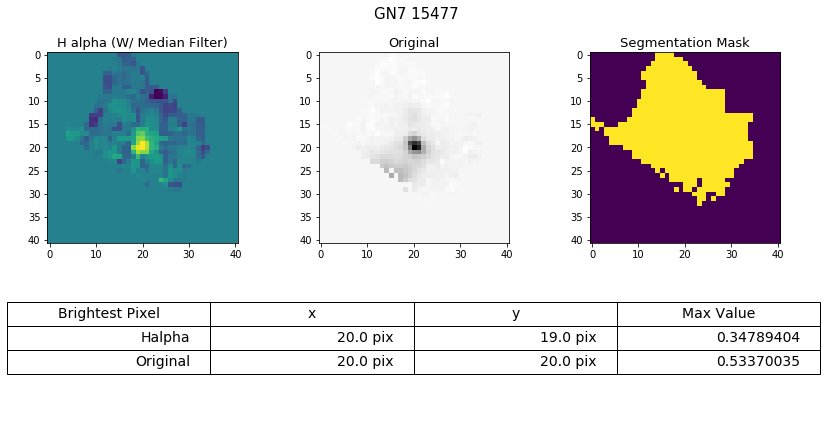 GN7 15477
H alpha (W/ Median Filter) Original Segmentation Mask
0 0 0
5 5 5
10 10 10
15 15 15
20 20 20
25 25 25
30 30 30
35 35 35
40 40 40
0 10 20 30 40 0 10 20 30 40 0 10 20 30 40
Brightest Pixel x y Max Value
Halpha 20.0 pix 19.0 pix 0.34789404
Original 20.0 pix 20.0 pix 0.53370035